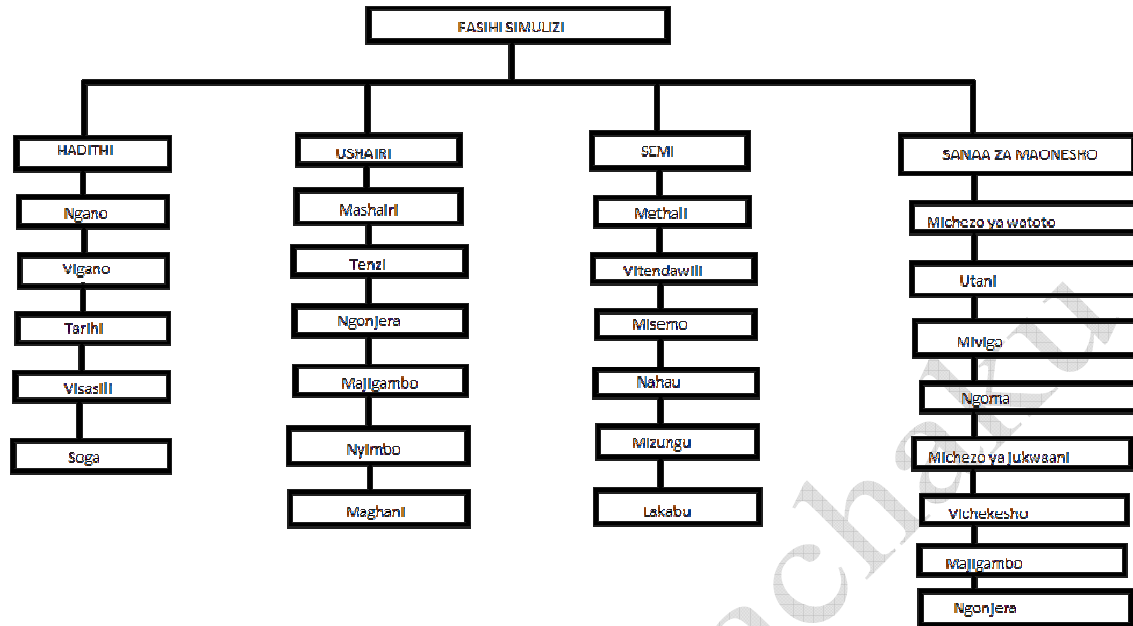 FASIHI SIMULIZI
HADITHI
Ngano
Vigano
Tarihi
Visasili
Soga
USHAIRI
Mashairi
Tenzi
Ngonjera
Majigambo
Nyimbo
Maghani
SEMI
Methali
Vitendawili
Misemo
Nahau
Mizungu
Lakabu
SANAA ZA MAONESHO
Michezo ya watoto
Utani
Miviga
Ngoma
Michezo ya jukwaani
Vichekesho
Majigambo
Ngonjera